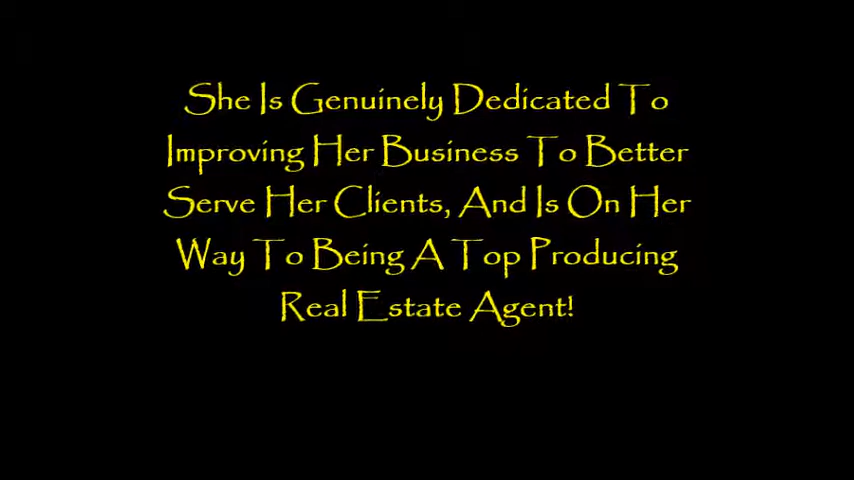 She Is Genuinely Dedicated To
Improving Her Business To Better
Serve Her Clients, And Is On Her
Way To Being A Top Producing
Real Estate Agent!